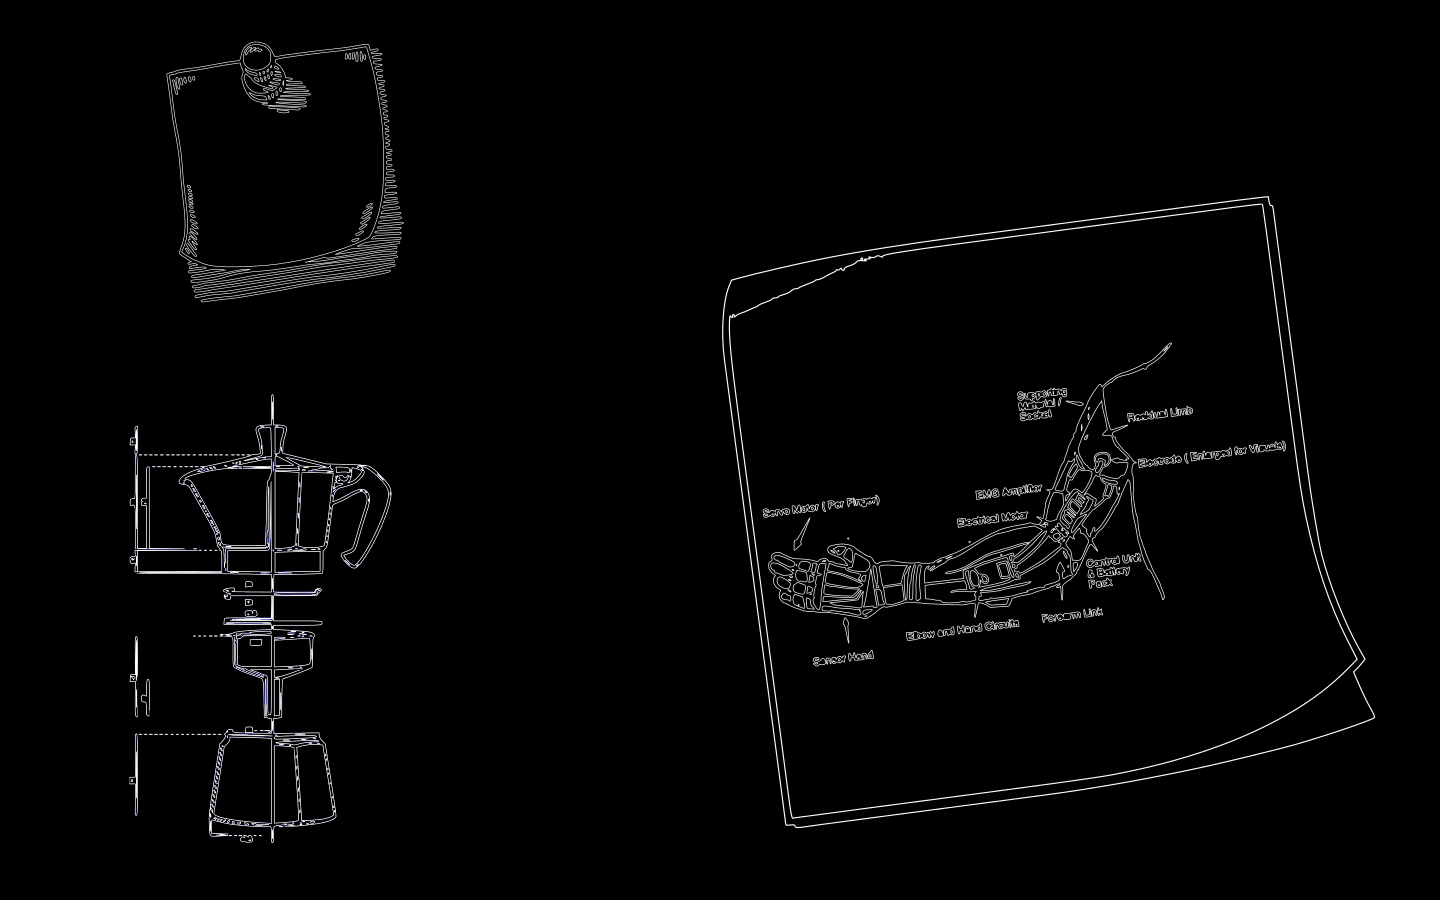 Supporting
Material /
Socket
Residual Limb
Electrode ( Enlarged for Visuals)
EMG Amplifier
Servo Motor ( Per Finger)
Electrical Motor
Control Unit
& Battery
Pack
Forearm Link
Elbow and Hand Circuits
Sensor Hand